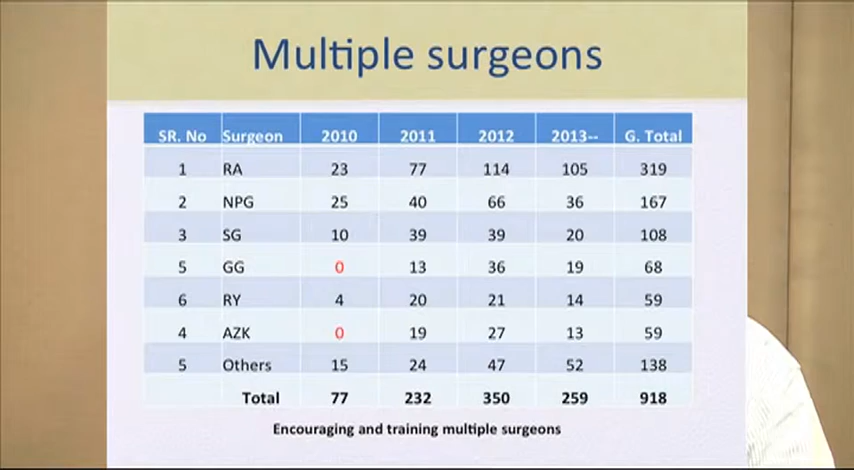 Multiple surgeons
SR. No Surgeon 2010 2011 2012 2013-- G. Total
1 RA 23 77 114 105 319
2 NPG 25 40 66 36 167
3 SG 10 39 39 20 108
5 GG 0 13 36 19 68
6 RY 4 20 21 14 59
4 AZK 0 19 27 13 59
5 Others 15 24 47 52 138
Total 77 232 350 259 918
Encouraging and training multiple surgeons